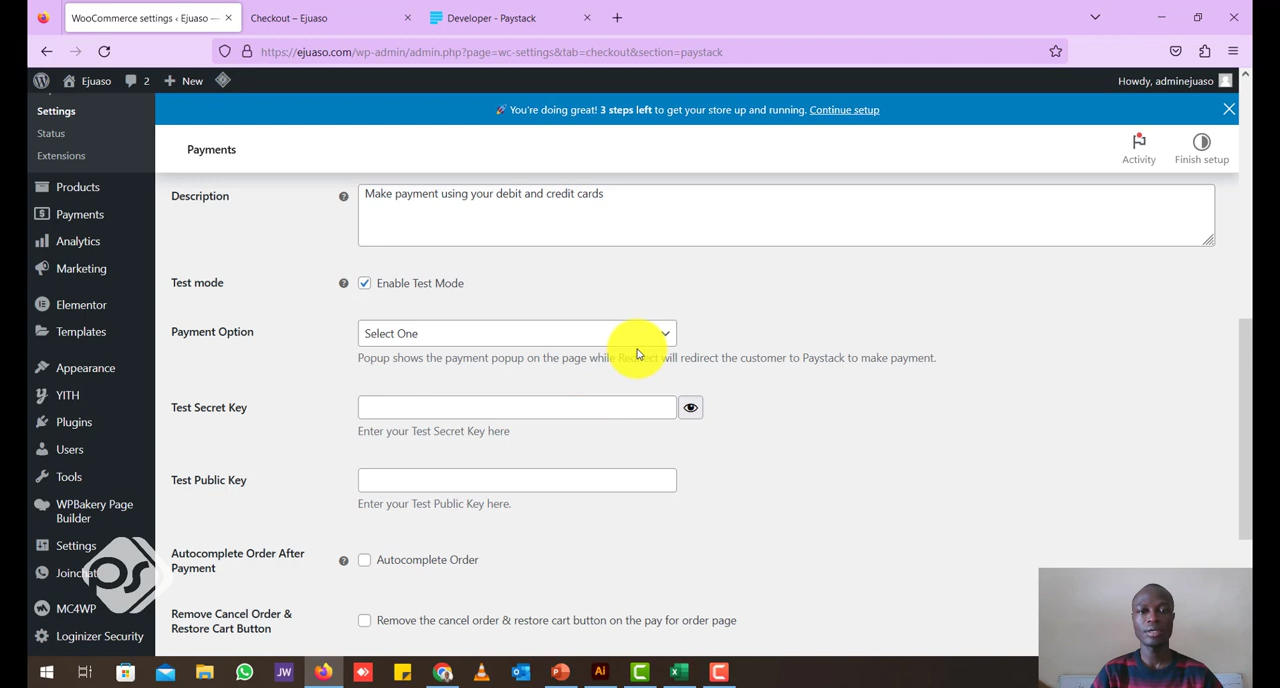 WooCommerce settings ‹ Ejuaso —
Checkout – Ejuaso
Developer - Paystack
https://ejuaso.com/wp-admin/admin.php?page=wc-settings&tab=checkout&section=paystack
Ejuaso
2
New
Howdy, adminejuaso
Settings
Status
Extensions
Products
Payments
Analytics
Marketing
Elementor
Templates
Appearance
YITH
Plugins
Users
Tools
WPBakery Page
Builder
Settings
Joinchat
MC4WP
Loginizer Security
🚀 You're doing great! 3 steps left to get your store up and running. Continue setup
Payments
Activity
Finish setup
Description
Make payment using your debit and credit cards
Test mode
Enable Test Mode
Payment Option
Select One
Popup shows the payment popup on the page while Redirect will redirect the customer to Paystack to make payment.
Test Secret Key
Enter your Test Secret Key here
Test Public Key
Enter your Test Public Key here.
Autocomplete Order After
Payment
Autocomplete Order
Remove Cancel Order &
Restore Cart Button
Remove the cancel order & restore cart button on the pay for order page
JW
Ai